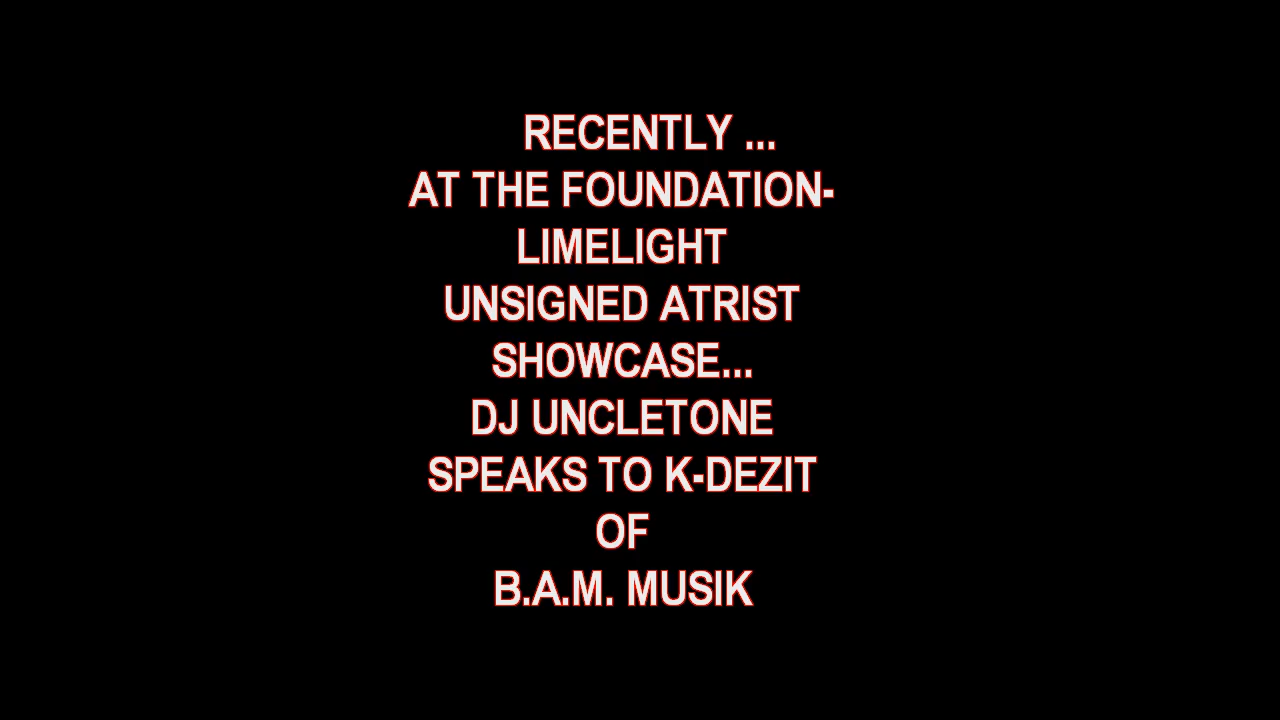 RECENTLY ...
AT THE FOUNDATION-
LIMELIGHT
UNSIGNED ATRIST
SHOWCASE...
DJ UNCLETONE
SPEAKS TO K-DEZIT
OF
B.A.M. MUSIK